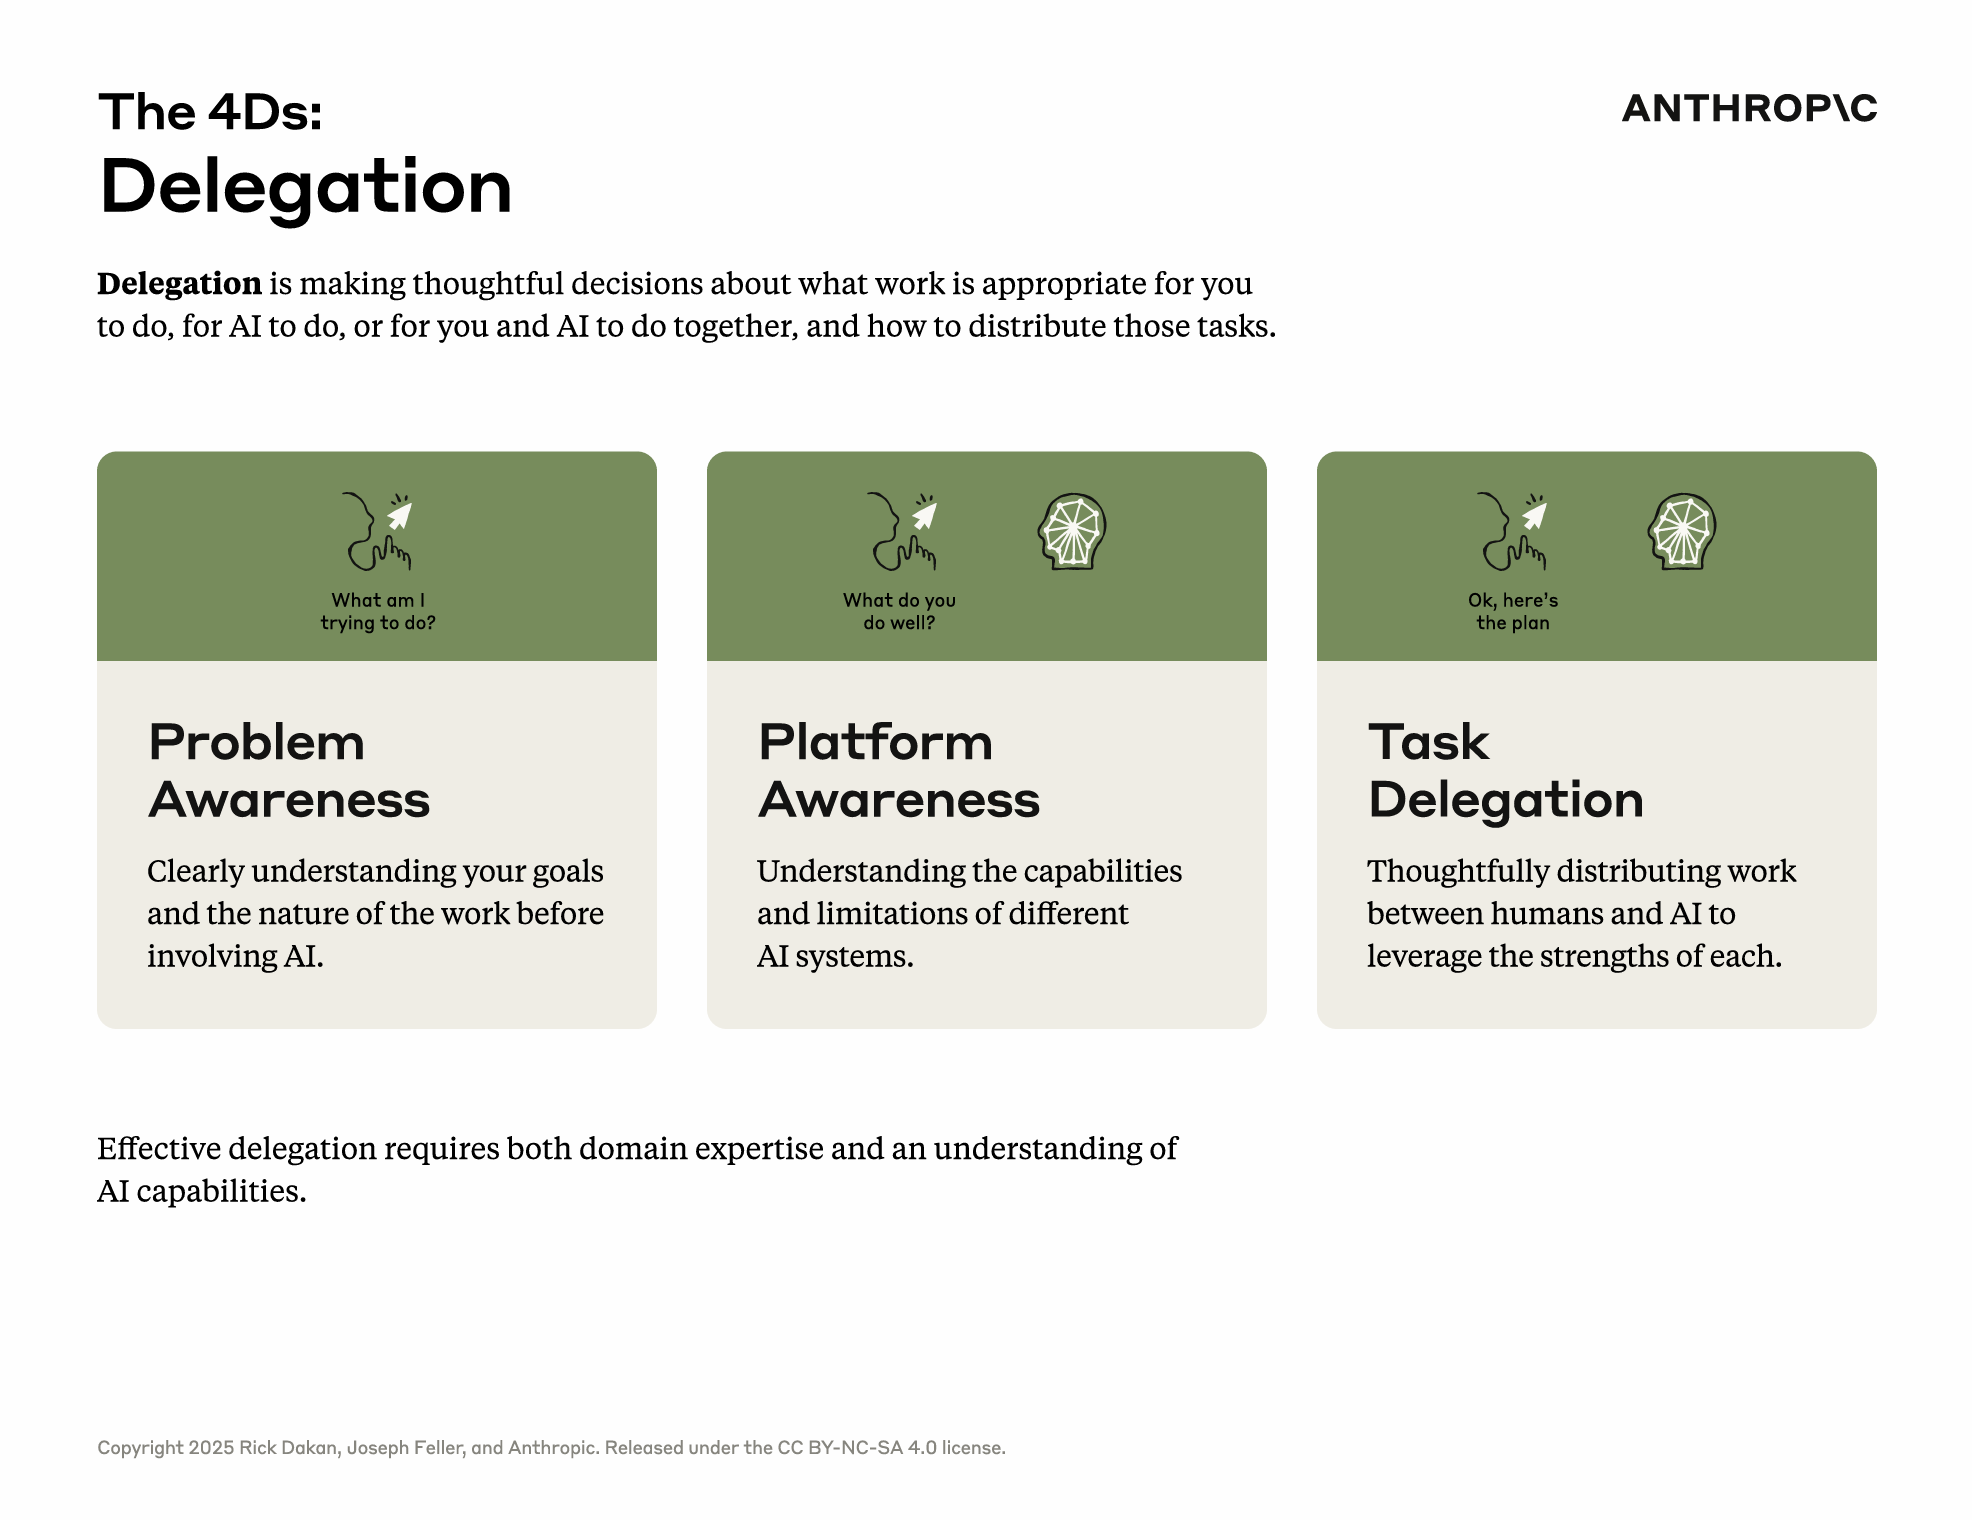 The 4Ds:
Delegation
ANTHROP\C
Delegation is making thoughtful decisions about what work is appropriate for you
to do, for AI to do, or for you and AI to do together, and how to distribute those tasks.
What am I
trying to do?
Problem
Awareness
Clearly understanding your goals
and the nature of the work before
involving AI.
What do you
do well?
Platform
Awareness
Understanding the capabilities
and limitations of different
AI systems.
Ok, here’s
the plan
Task
Delegation
Thoughtfully distributing work
between humans and AI to
leverage the strengths of each.
Effective delegation requires both domain expertise and an understanding of
AI capabilities.
Copyright 2025 Rick Dakan, Joseph Feller, and Anthropic. Released under the CC BY-NC-SA 4.0 license.